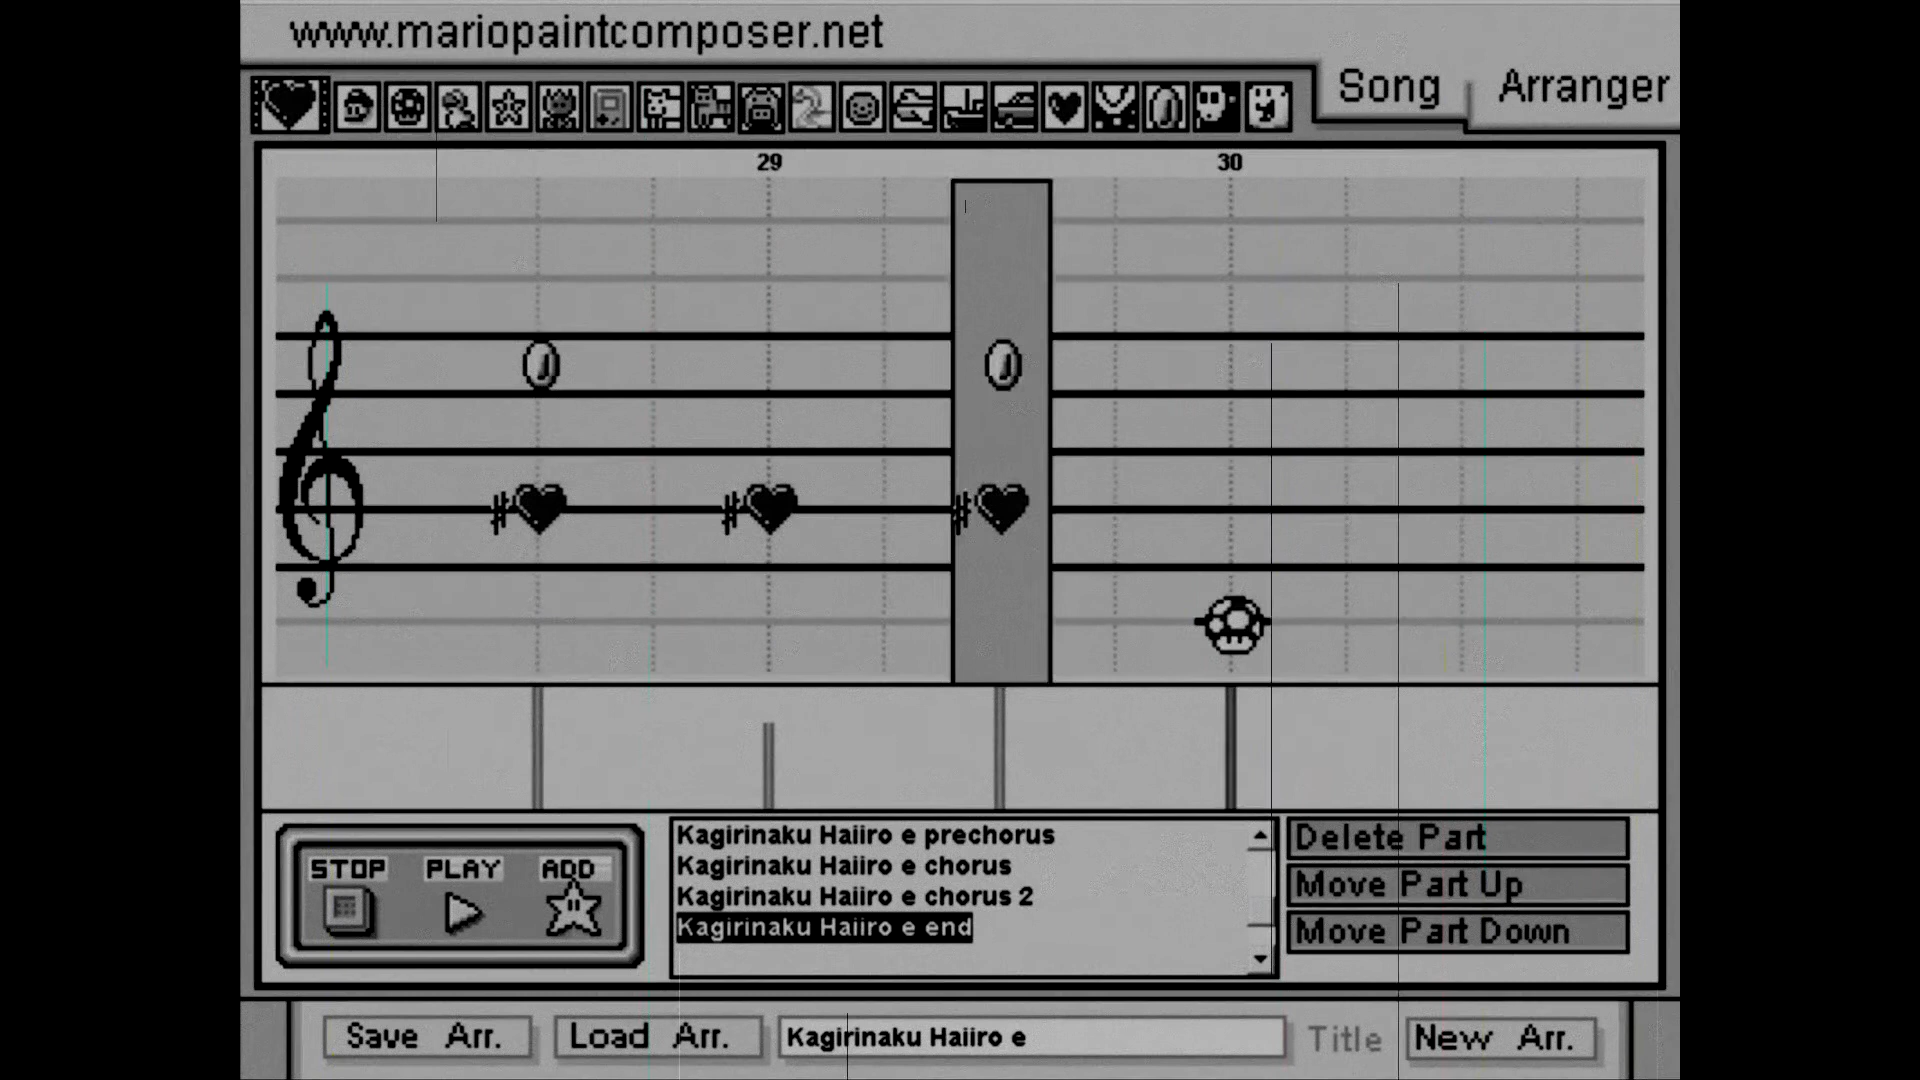 www.mariopaintcomposer.net
Song Arranger
29 30
STOP PLAY ADD
Kagirinaku Haiiro e prechorus
Kagirinaku Haiiro e chorus
Kagirinaku Haiiro e chorus 2
Kagirinaku Haiiro e end
Delete Part
Move Part Up
Move Part Down
Save Arr. Load Arr. Kagirinaku Haiiro e Title New Arr.